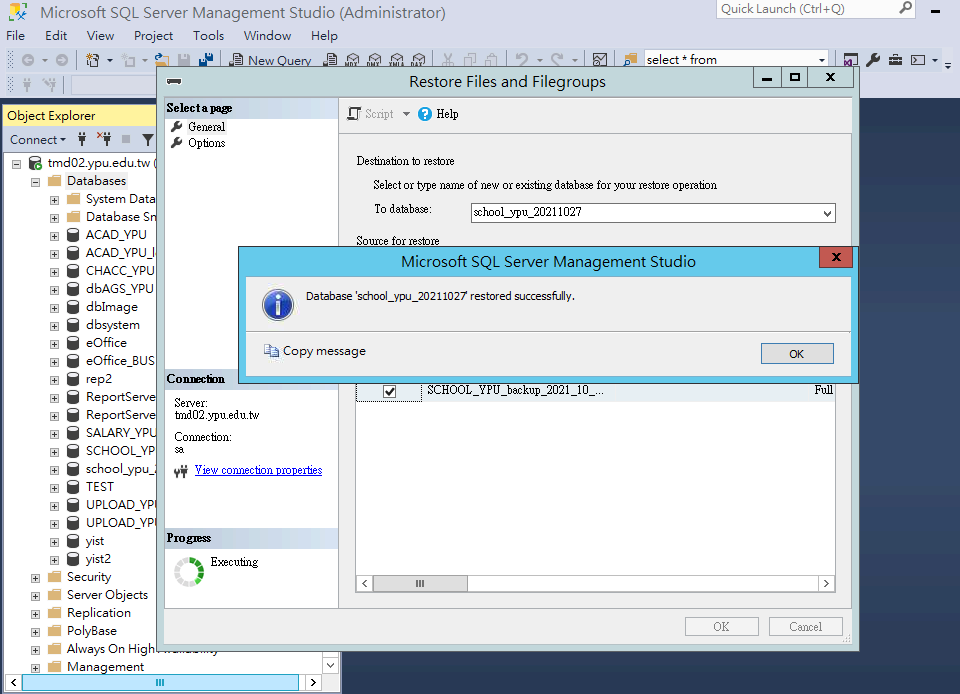 Microsoft SQL Server Management Studio (Administrator)
Quick Launch (Ctrl+Q)
File Edit View Project Tools Window Help
New Query
select * from
Object Explorer
Connect
tmd02.ypu.edu.tw (
Databases
System Data
Database Sn
ACAD_YPU
ACAD_YPU_l
CHACC_YPU
dbAGS_YPU
dbImage
dbsystem
eOffice
eOffice_BUS
rep2
ReportServe
ReportServe
SALARY_YPU
SCHOOL_YP
school_ypu_2
TEST
UPLOAD_YPU
UPLOAD_YPU
yist
yist2
Security
Server Objects
Replication
PolyBase
Always On High Availability
Management
Restore Files and Filegroups
Select a page
General
Options
Script
Help
Destination to restore
Select or type name of new or existing database for your restore operation
To database:
school_ypu_20211027
Source for restore
Microsoft SQL Server Management Studio
Database 'school_ypu_20211027' restored successfully.
Copy message
OK
SCHOOL_YPU_backup_2021_10_...
Full
Connection
Server:
tmd02.ypu.edu.tw
Connection:
sa
View connection properties
Progress
Executing
OK
Cancel